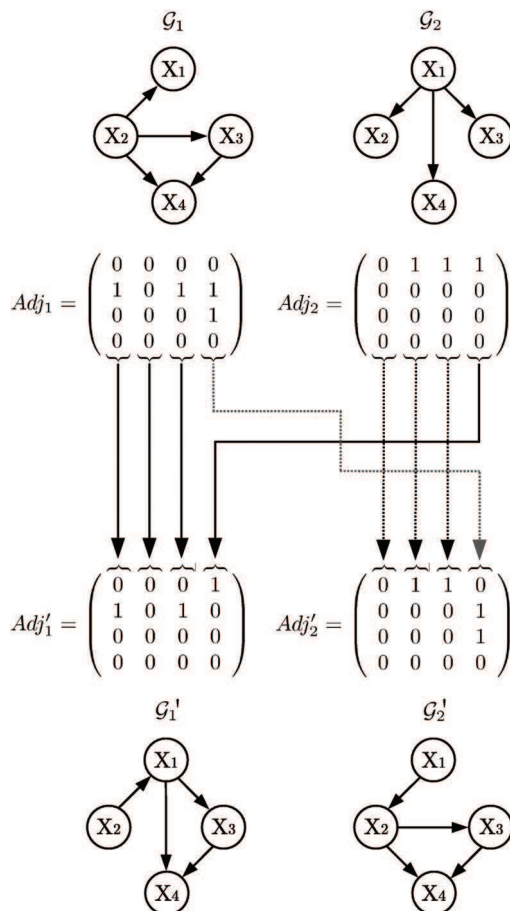 𝒢₁ 𝒢₂
X₁ X₁
X₂ X₃ X₂ X₃
X₄ X₄
0 0 0 0 0 1 1 1
Adj₁ = 1 0 1 1 Adj₂ = 0 0 0 0
0 0 0 1 0 0 0 0
0 0 0 0 0 0 0 0
0 0 0 1 0 1 1 0
Adj₁′ = 1 0 1 0 Adj₂′ = 0 0 0 1
0 0 0 0 0 0 0 1
0 0 0 0 0 0 0 0
𝒢₁' 𝒢₂'
X₁ X₁
X₂ X₃ X₂ X₃
X₄ X₄